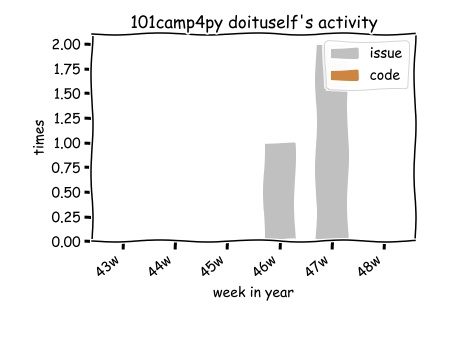 101camp4py doituself's activity
issue
code
2.00
1.75
1.50
1.25
1.00
0.75
0.50
0.25
0.00
times
43w
44w
45w
46w
47w
48w
week in year